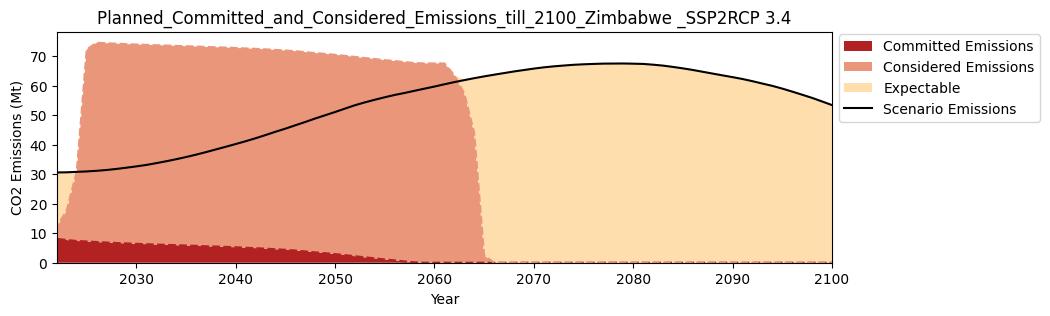 Planned_Committed_and_Considered_Emissions_till_2100_Zimbabwe _SSP2RCP 3.4
CO2 Emissions (Mt)
70
60
50
40
30
20
10
0
2030 2040 2050 2060 2070 2080 2090 2100
Year
Committed Emissions
Considered Emissions
Expectable
Scenario Emissions